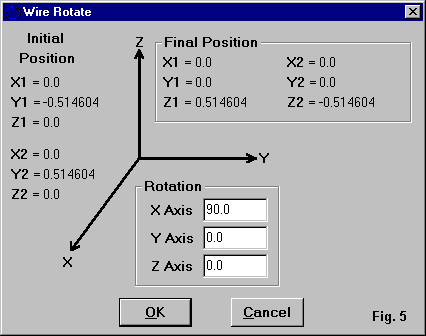 Wire Rotate
Initial
Position
X1 = 0.0
Y1 = -0.514604
Z1 = 0.0
X2 = 0.0
Y2 = 0.514604
Z2 = 0.0
Z
Y
X
Final Position
X1 = 0.0 X2 = 0.0
Y1 = 0.0 Y2 = 0.0
Z1 = 0.514604 Z2 = -0.514604
Rotation
X Axis 90.0
Y Axis 0.0
Z Axis 0.0
OK Cancel
Fig. 5